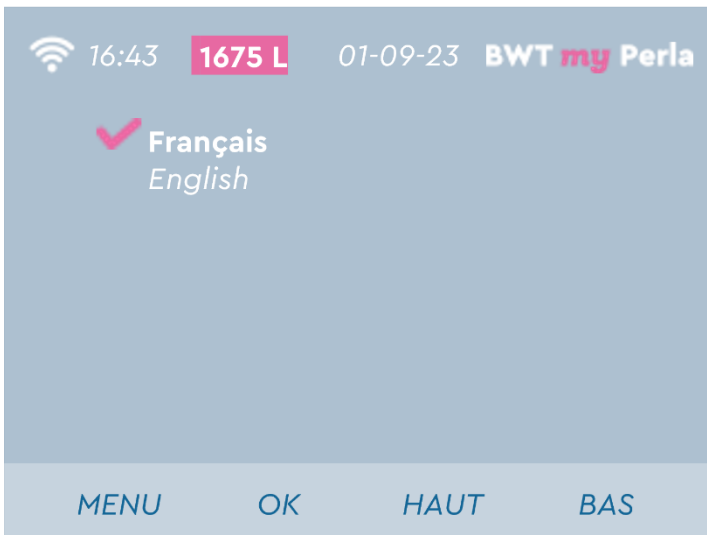 16:43 1675 L 01-09-23 BWT my Perla
Français
English
MENU OK HAUT BAS